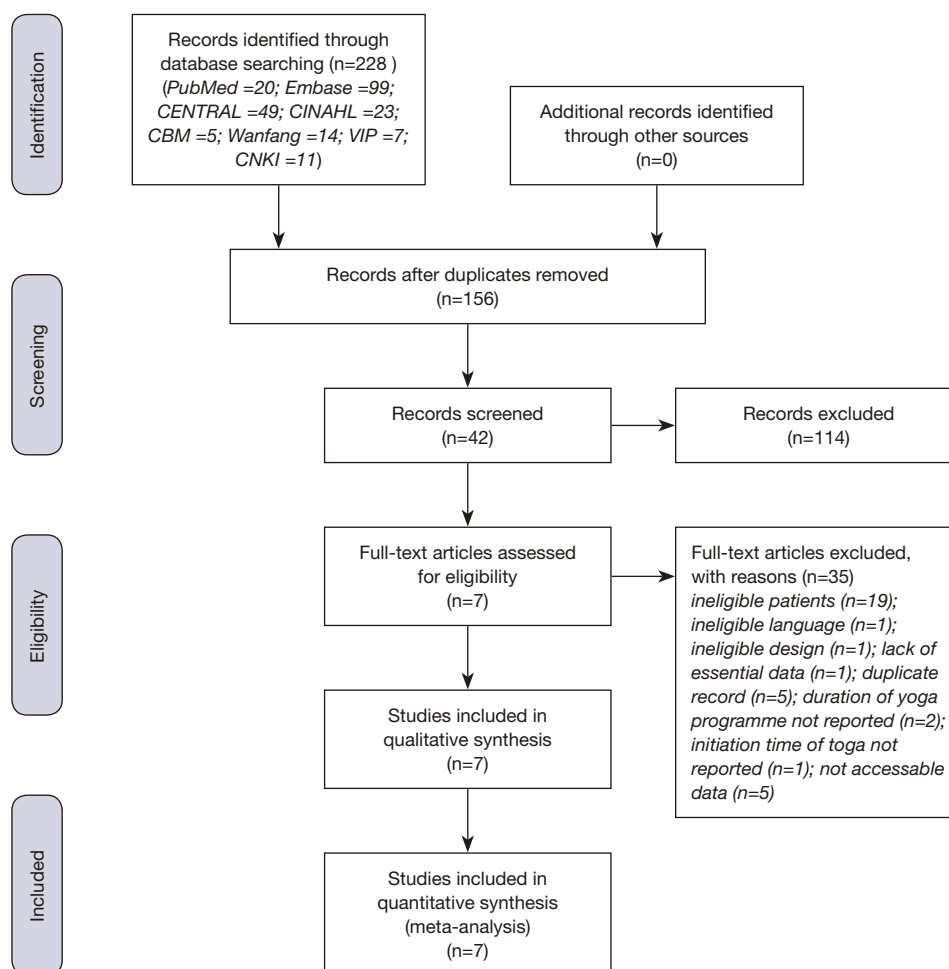 Identification
Records identified through
database searching (n=228 )
(PubMed =20; Embase =99;
CENTRAL =49; CINAHL =23;
CBM =5; Wanfang =14; VIP =7;
CNKI =11)
Additional records identified
through other sources
(n=0)
Screening
Records after duplicates removed
(n=156)
Records screened
(n=42)
Records excluded
(n=114)
Eligibility
Full-text articles assessed
for eligibility
(n=7)
Full-text articles excluded,
with reasons (n=35)
ineligible patients (n=19);
ineligible language (n=1);
ineligible design (n=1); lack of
essential data (n=1); duplicate
record (n=5); duration of yoga
programme not reported (n=2);
initiation time of toga not
reported (n=1); not accessable
data (n=5)
Studies included in
qualitative synthesis
(n=7)
Included
Studies included in
quantitative synthesis
(meta-analysis)
(n=7)